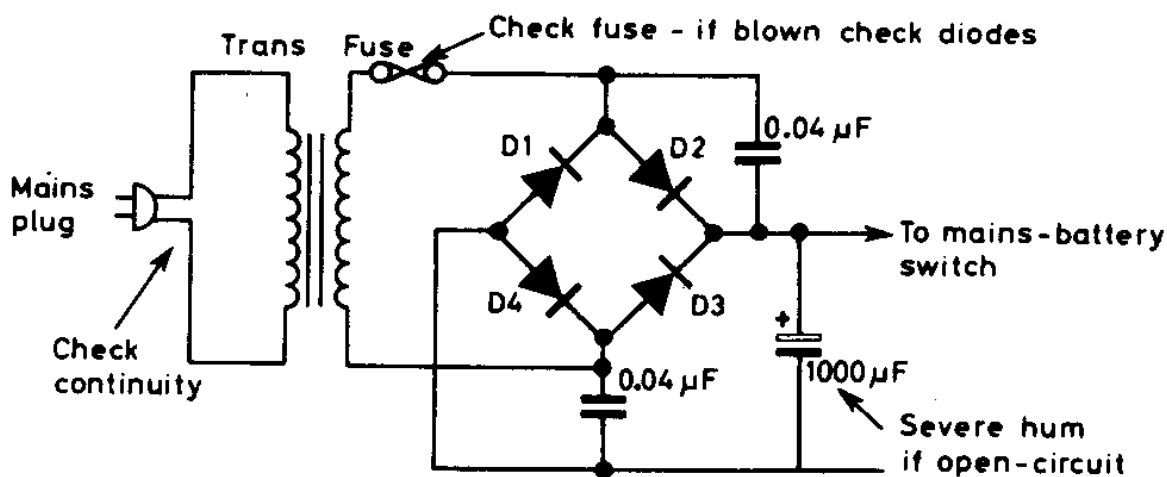 Trans
Fuse
Check fuse - if blown check diodes
0.04 µF
D1
D2
Mains
plug
To mains-battery
switch
D4
D3
+
Check
continuity
0.04 µF
1000 µF
Severe hum
if open-circuit